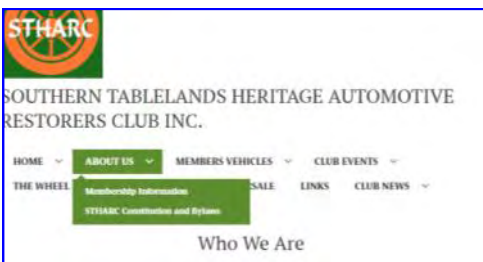 STHARC
SOUTHERN TABLELANDS HERITAGE AUTOMOTIVE
RESTORERS CLUB INC.
HOME ABOUT US MEMBERS VEHICLES CLUB EVENTS
THE WHEEL SALE LINKS CLUB NEWS
Membership Information
STHARC Constitution and Bylaws
Who We Are